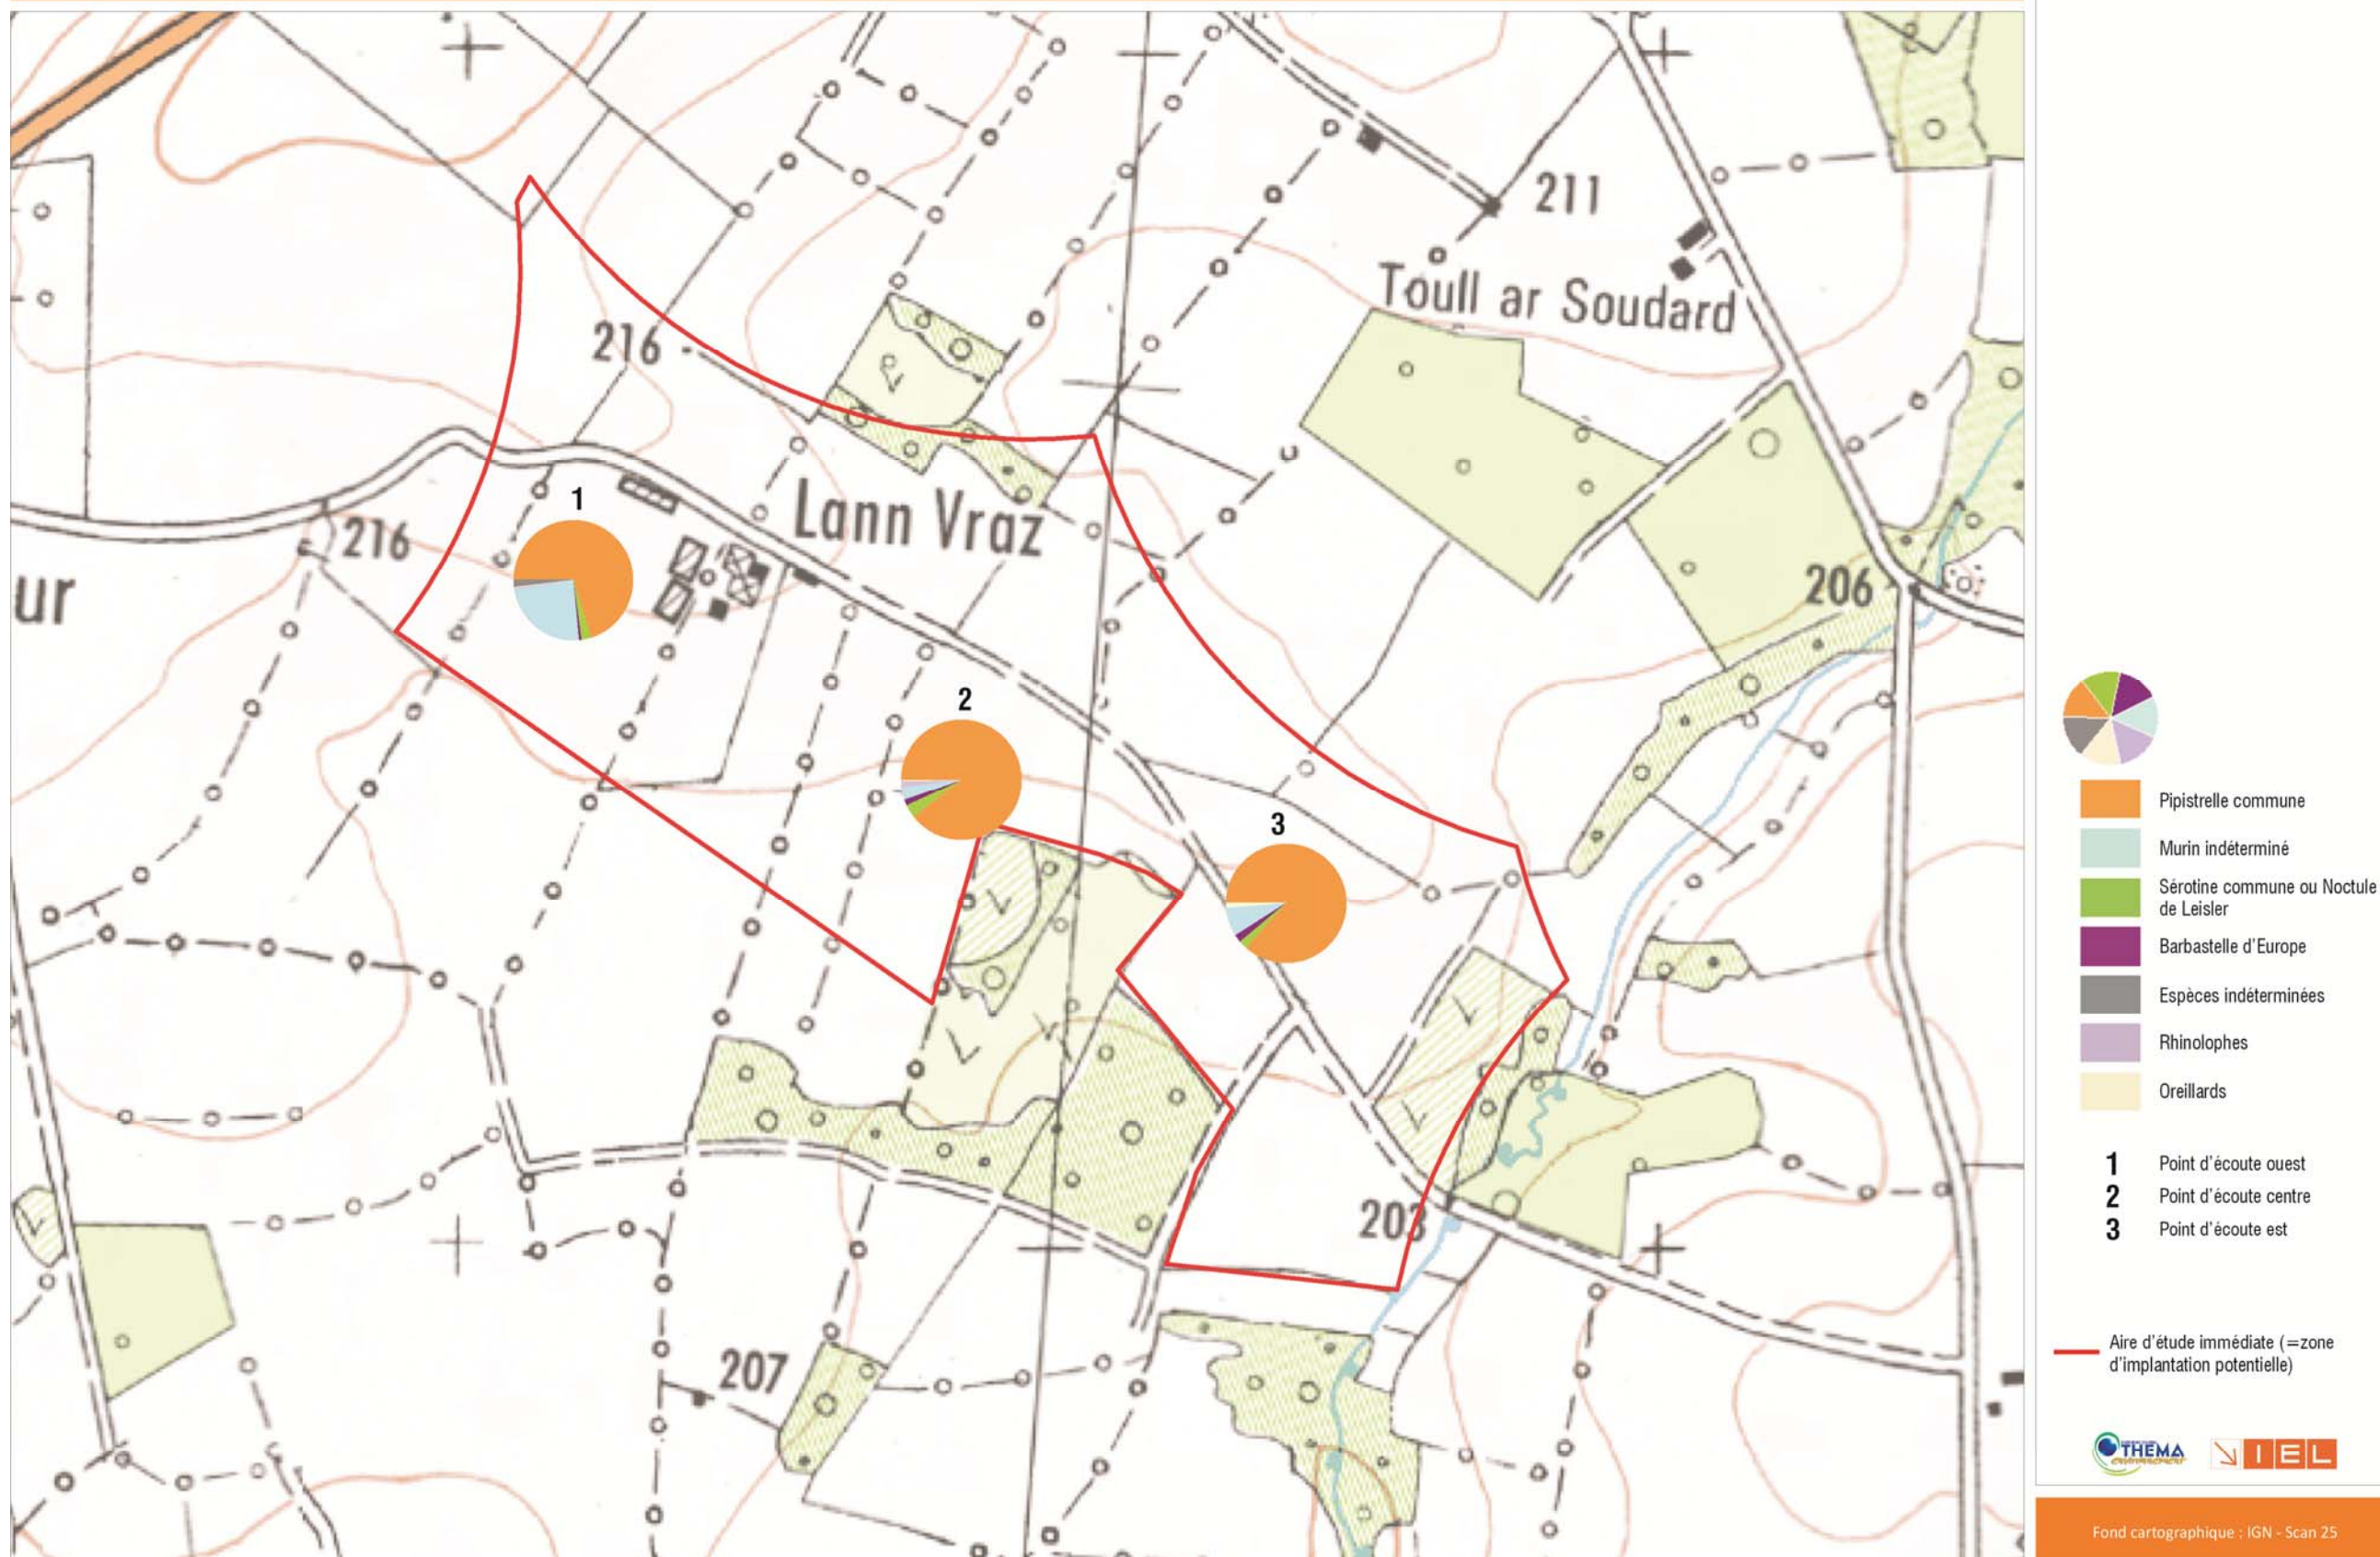 211
Toull ar Soudard
216
1
Lann Vraz
216
ur
206
2
3
203
207
Pipistrelle commune
Murin indéterminé
Sérotine commune ou Noctule
de Leisler
Barbastelle d'Europe
Espèces indéterminées
Rhinolophes
Oreillards
1 Point d'écoute ouest
2 Point d'écoute centre
3 Point d'écoute est
Aire d'étude immédiate (=zone
d'implantation potentielle)
THEMA
environnement
IEL
Fond cartographique : IGN - Scan 25